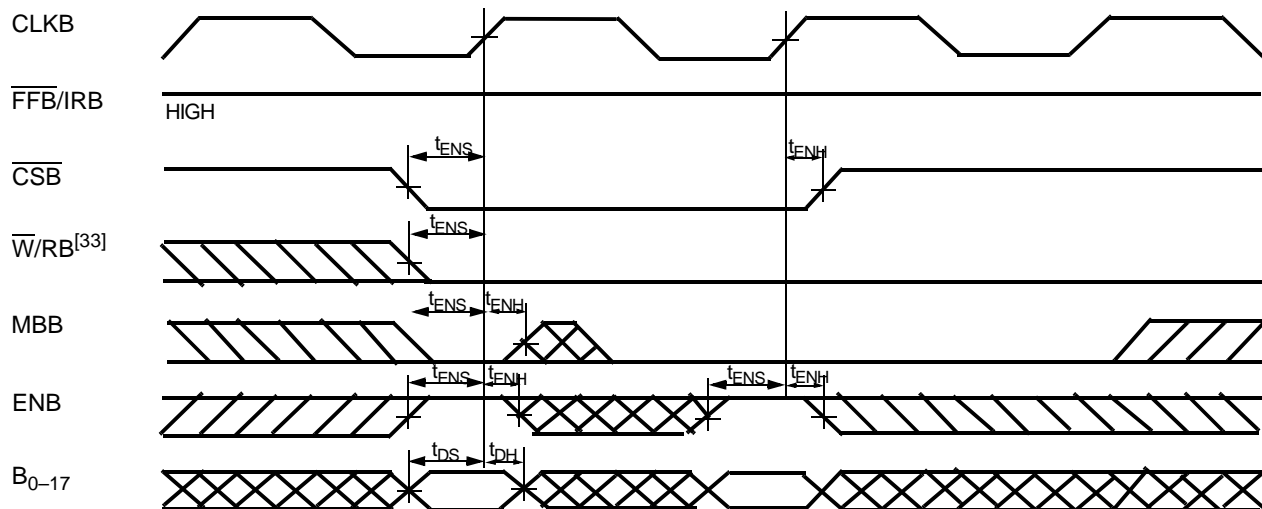 CLKB
FFB/IRB
HIGH
tENS
tENH
CSB
tENS
W/RB[33]
tENS
tENH
MBB
tENS
tENH
tENS
tENH
ENB
tDS
tDH
B0–17